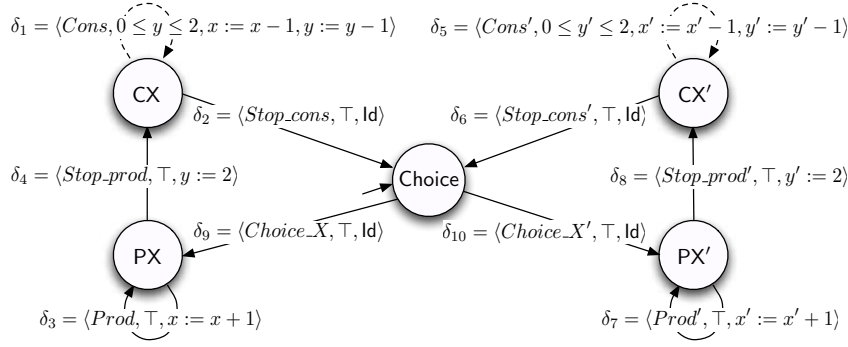 δ₁ = ⟨Cons, 0 ≤ y ≤ 2, x := x − 1, y := y − 1⟩
δ₅ = ⟨Cons′, 0 ≤ y′ ≤ 2, x′ := x′ − 1, y′ := y′ − 1⟩
CX
CX′
δ₂ = ⟨Stop_cons, ⊤, Id⟩
δ₆ = ⟨Stop_cons′, ⊤, Id⟩
δ₄ = ⟨Stop_prod, ⊤, y := 2⟩
Choice
δ₈ = ⟨Stop_prod′, ⊤, y′ := 2⟩
δ₉ = ⟨Choice_X, ⊤, Id⟩
δ₁₀ = ⟨Choice_X′, ⊤, Id⟩
PX
PX′
δ₃ = ⟨Prod, ⊤, x := x + 1⟩
δ₇ = ⟨Prod′, ⊤, x′ := x′ + 1⟩